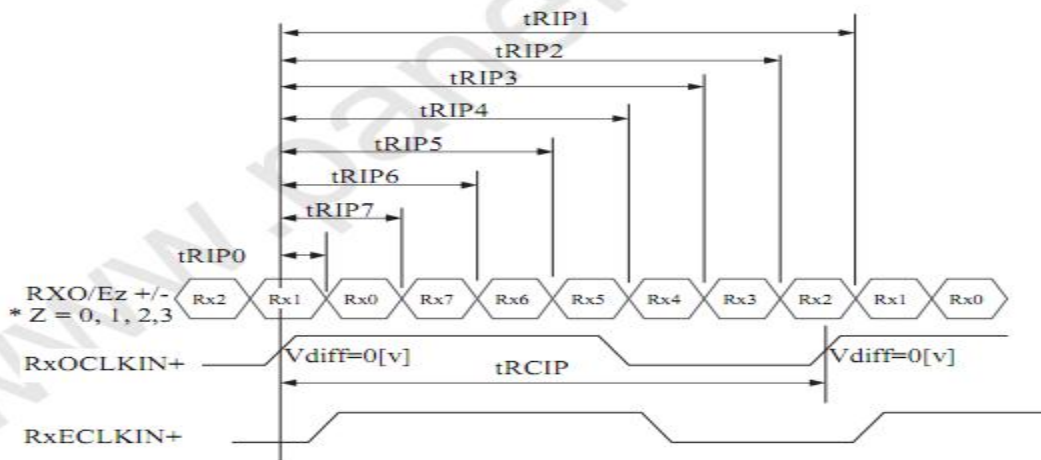 tRIP1
tRIP2
tRIP3
tRIP4
tRIP5
tRIP6
tRIP7
tRIP0
RXO/Ez +/-
Rx2 Rx1 Rx0 Rx7 Rx6 Rx5 Rx4 Rx3 Rx2 Rx1 Rx0
* Z = 0, 1, 2,3
RxOCLKIN+
Vdiff=0[v] Vdiff=0[v]
tRCIP
RxECLKIN+